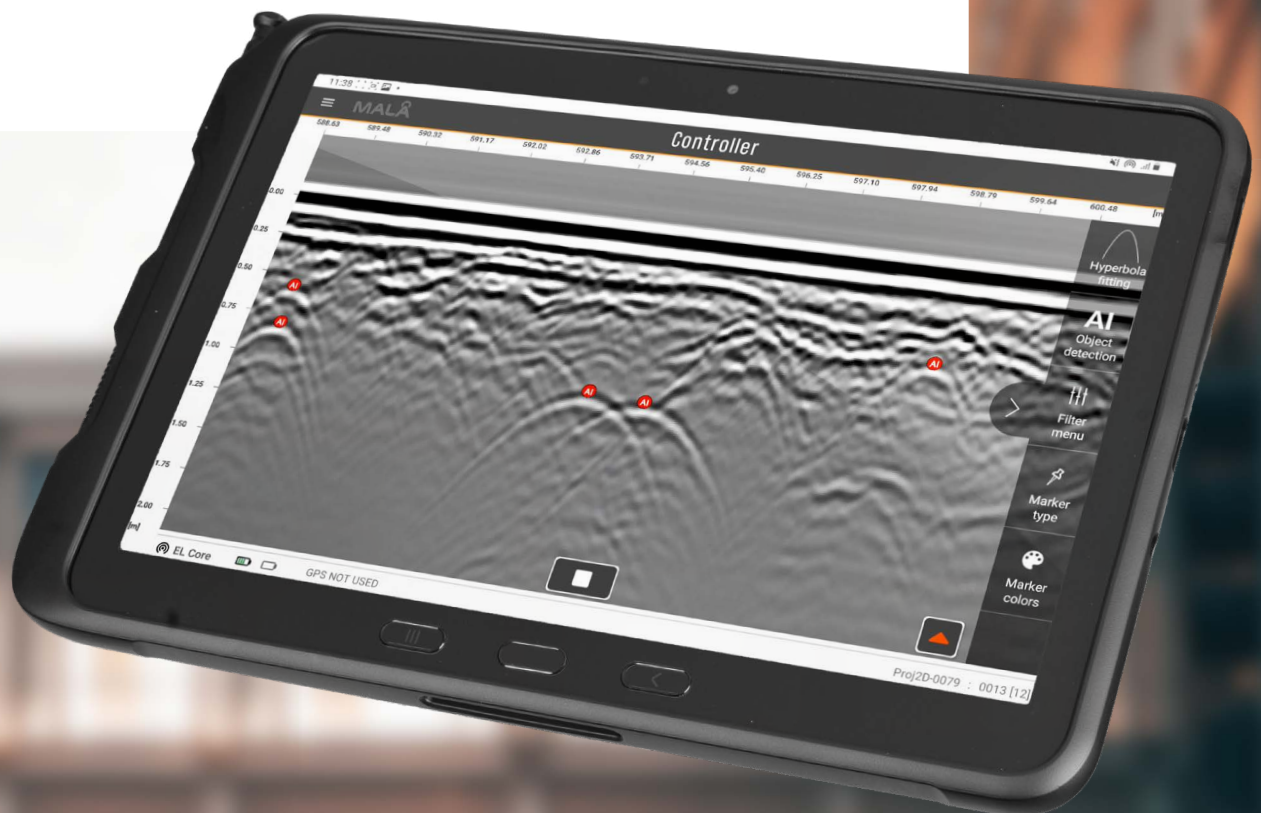 11:38
MALÅ
Controller
588.63 589.48 590.32 591.17 592.02 592.86 593.71 594.56 595.40 596.25 597.10 597.94 598.79 599.64 600.48 [m
0.00
0.25
0.50
0.75
1.00
1.25
1.50
1.75
2.00
[m]
AI
AI
AI
AI
AI
Hyperbola
fitting
AI
Object
detection
Filter
menu
Marker
type
Marker
colors
EL Core
GPS NOT USED
Proj2D-0079 : 0013 [12]